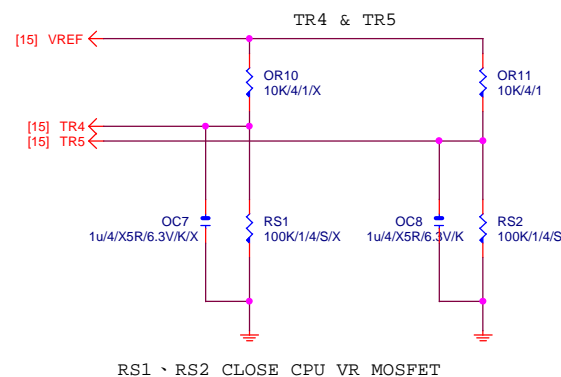 TR4 & TR5
[15] VREF
OR10
10K/4/1/X
OR11
10K/4/1
[15] TR4
[15] TR5
OC7
1u/4/X5R/6.3V/K/X
RS1
100K/1/4/S/X
OC8
1u/4/X5R/6.3V/K
RS2
100K/1/4/S
RS1、RS2 CLOSE CPU VR MOSFET